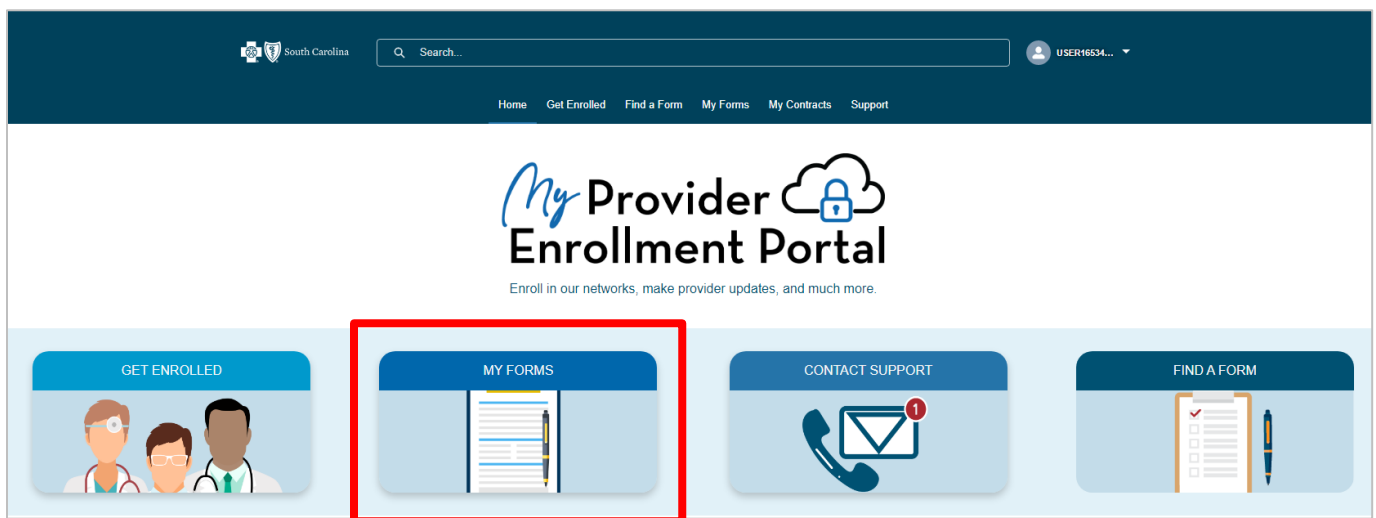 South Carolina
Search...
USER16534...
Home Get Enrolled Find a Form My Forms My Contracts Support
My Provider
Enrollment Portal
Enroll in our networks, make provider updates, and much more.
GET ENROLLED
MY FORMS
CONTACT SUPPORT
FIND A FORM
1